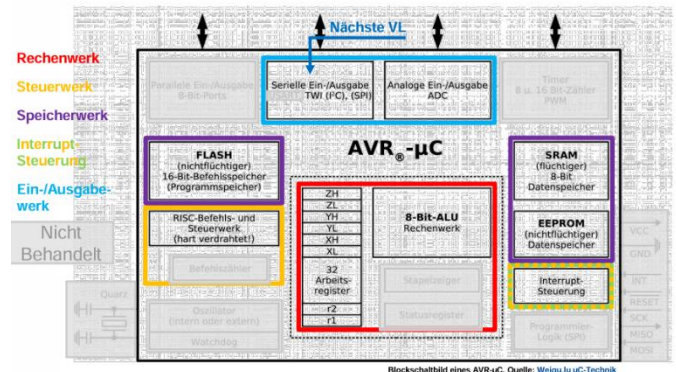 Nächste VL
Rechenwerk
Steuerwerk
Speicherwerk
Interrupt-
Steuerung
Ein-/Ausgabe-
werk
Nicht
Behandelt
Parallele Ein-/Ausgabe
8-Bit-Ports
Serielle Ein-/Ausgabe
TWI (I²C), (SPI)
Analoge Ein-/Ausgabe
ADC
Timer
8 u. 16 Bit-Zähler
PWM
AVR®-µC
FLASH
(nichtflüchtiger)
16-Bit-Befehlsspeicher
(Programmspeicher)
SRAM
(flüchtiger)
8-Bit
Datenspeicher
RISC-Befehls- und
Steuerwerk
(hart verdrahtet!)
Befehlszähler
ZH
ZL
YH
YL
XH
XL
32
Arbeits-
register
r2
r1
8-Bit-ALU
Rechenwerk
Stapelzeiger
Statusregister
EEPROM
(nichtflüchtiger)
Datenspeicher
Interrupt-
Steuerung
Quarz
Oszillator
(intern oder extern)
Watchdog
Programmier-
Logik (SPI)
VCC
GND
INT
RESET
SCK
MISO
MOSI
Blockschaltbild eines AVR-µC, Quelle: Weigu.lu µC-Technik